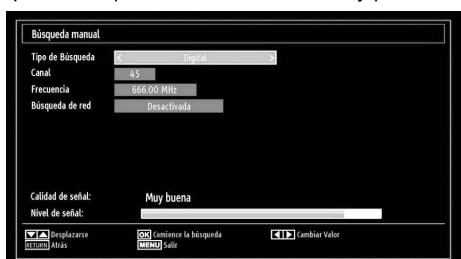 Búsqueda manual
Tipo de Búsqueda < Digital >
Canal 45
Frecuencia 666.00 MHz
Búsqueda de red Desactivada
Calidad de señal: Muy buena
Nivel de señal:
Desplazarse OK Comience la búsqueda Cambiar Valor
RETURN Atrás MENU Salir